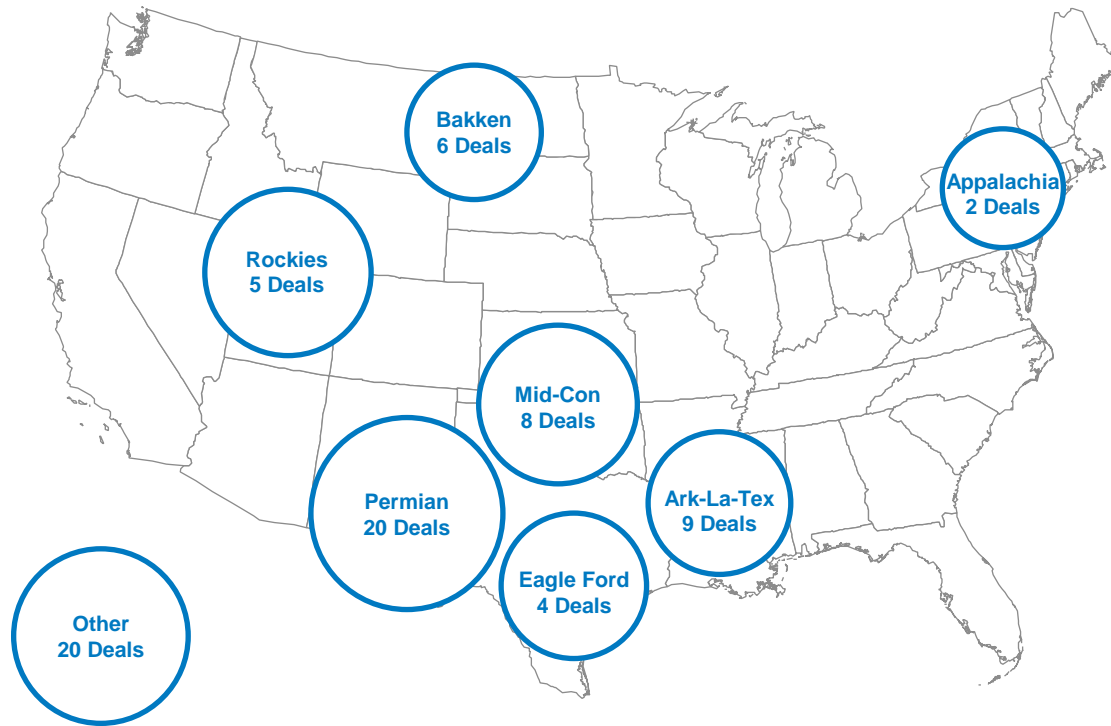 Bakken
6 Deals
Appalachia
2 Deals
Rockies
5 Deals
Mid-Con
8 Deals
Permian
20 Deals
Ark-La-Tex
9 Deals
Eagle Ford
4 Deals
Other
20 Deals